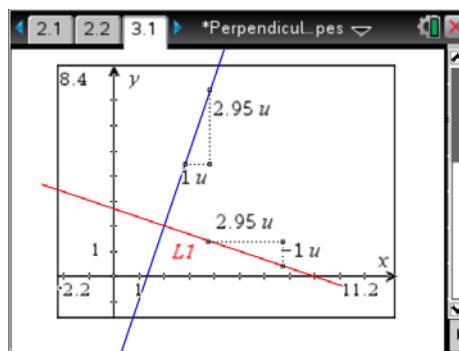 2.1 2.2 3.1 *Perpendicul...pes
8.4 y
2.95 u
1 u
2.95 u
1 L1 -1 u x
-2.2 1 11.2